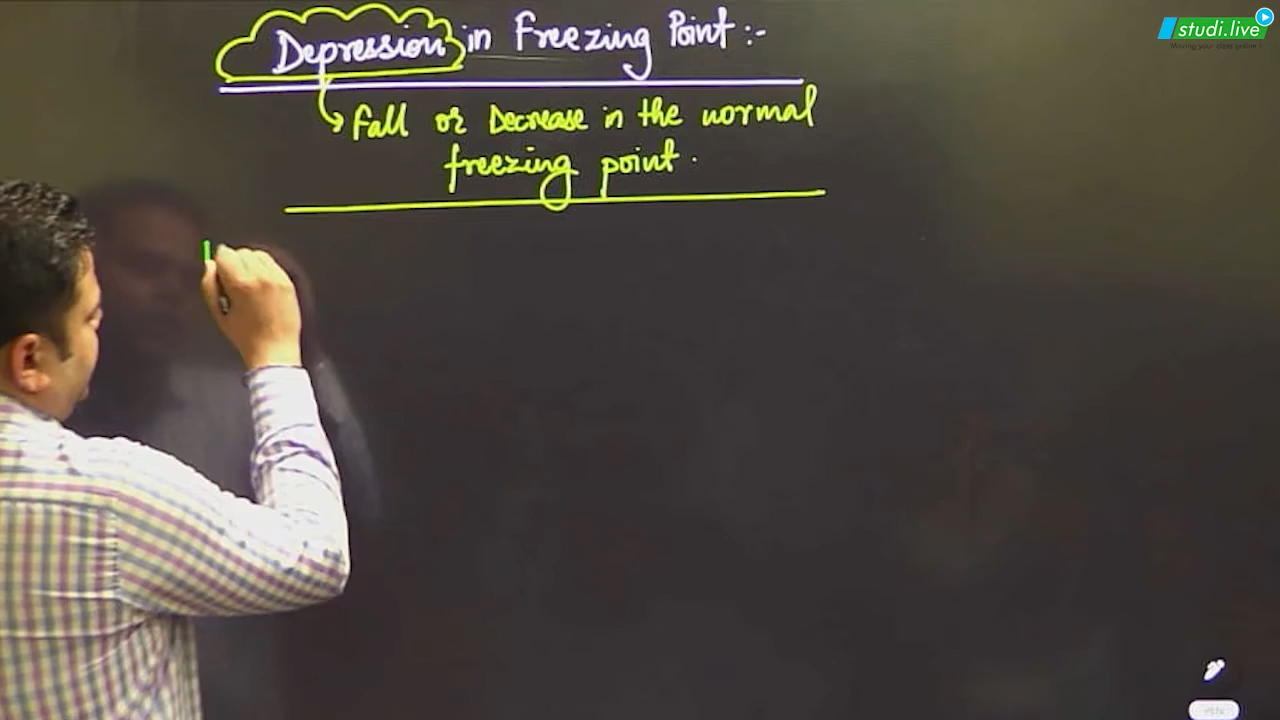 Depression in Freezing Point :-
Fall or Decrease in the normal
freezing point.
studi.live